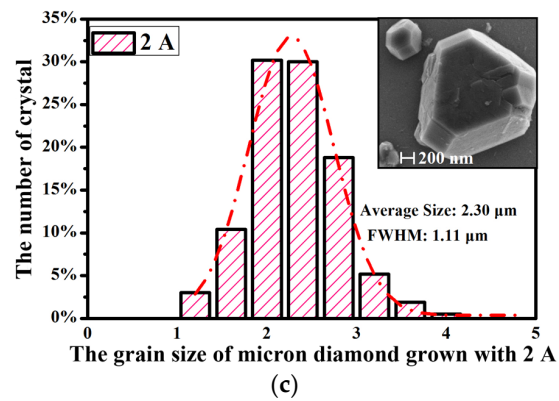 35%
30%
25%
20%
15%
10%
5%
0%
The number of crystal
2 A
200 nm
Average Size: 2.30 μm
FWHM: 1.11 μm
0 1 2 3 4 5
The grain size of micron diamond grown with 2 A
(c)